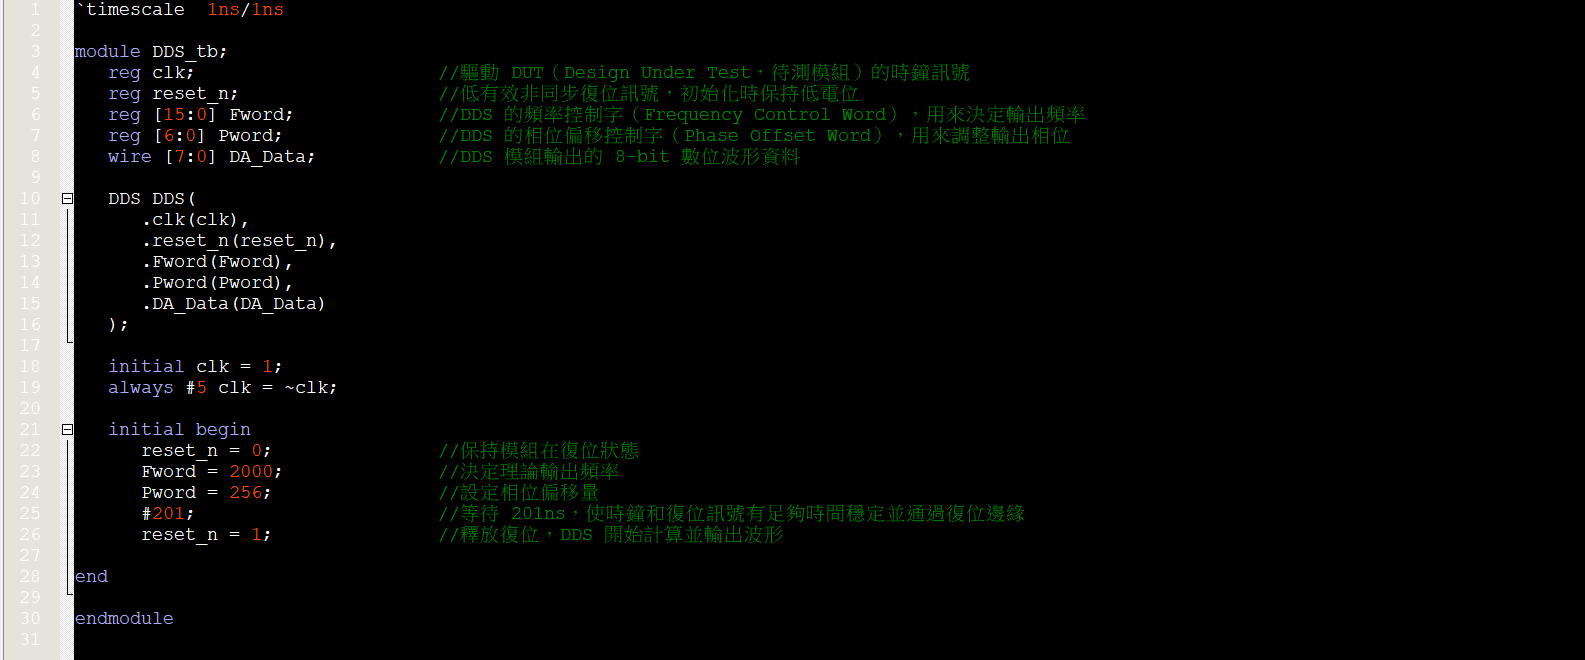 1 `timescale  1ns/1ns
2
3 module DDS_tb;
4    reg clk;                      //驅動 DUT（Design Under Test，待測模組）的時鐘訊號
5    reg reset_n;                  //低有效非同步復位訊號，初始化時保持低電位
6    reg [15:0] Fword;             //DDS 的頻率控制字（Frequency Control Word），用來決定輸出頻率
7    reg [6:0] Pword;              //DDS 的相位偏移控制字（Phase Offset Word），用來調整輸出相位
8    wire [7:0] DA_Data;           //DDS 模組輸出的 8-bit 數位波形資料
9
10    DDS DDS(
11       .clk(clk),
12       .reset_n(reset_n),
13       .Fword(Fword),
14       .Pword(Pword),
15       .DA_Data(DA_Data)
16    );
17
18    initial clk = 1;
19    always #5 clk = ~clk;
20
21    initial begin
22       reset_n = 0;               //保持模組在復位狀態
23       Fword = 2000;              //決定理論輸出頻率
24       Pword = 256;               //設定相位偏移量
25       #201;                      //等待 201ns，使時鐘和復位訊號有足夠時間穩定並通過復位邊緣
26       reset_n = 1;               //釋放復位，DDS 開始計算並輸出波形
27
28 end
29
30 endmodule
31